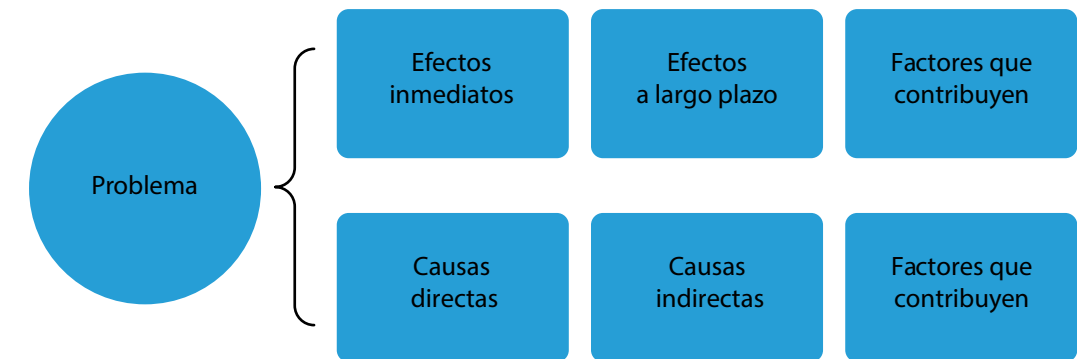 Problema
Efectos
inmediatos
Efectos
a largo plazo
Factores que
contribuyen
Causas
directas
Causas
indirectas
Factores que
contribuyen